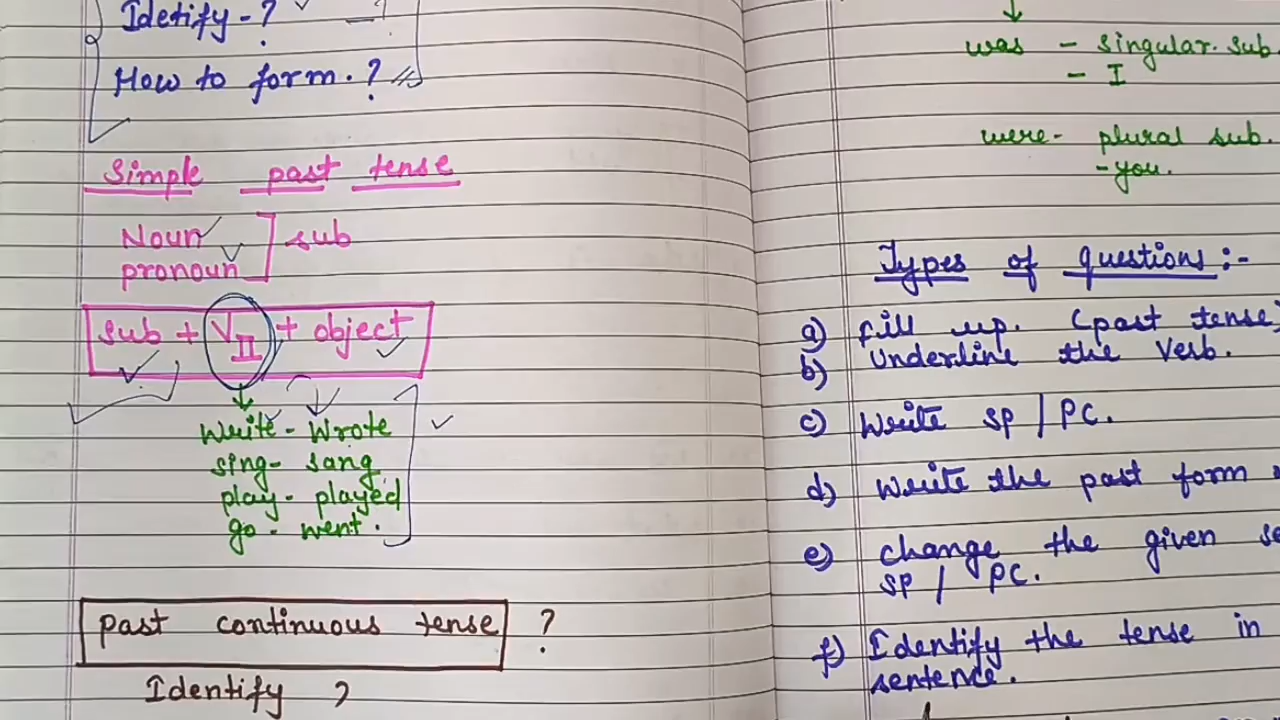 Idetify - ?
How to form. ?
Simple past tense
Noun
pronoun
sub
sub + VII + object
Write - Wrote
sing - sang
play - played
go - went.
past continuous tense ?
Identify ?
was - singular. sub.
- I
were - plural sub.
- you.
Types of questions :-
a) fill up. (past tense)
b) Underline the Verb.
c) Write SP / PC.
d) Write the past form
e) change the given
SP / PC.
f) Identify the tense in
sentence.